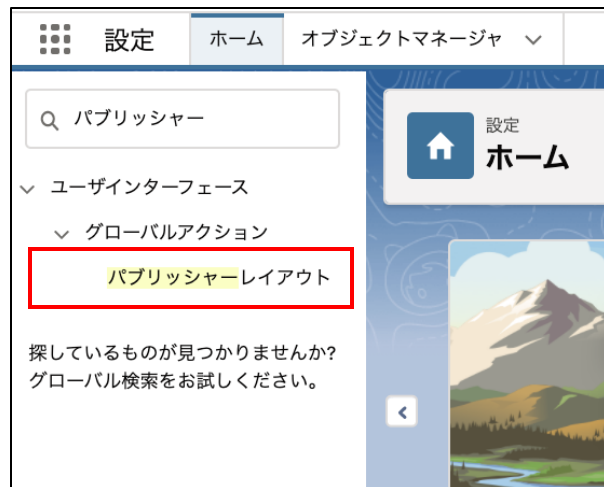 設定
ホーム
オブジェクトマネージャ
パブリッシャー
設定
ホーム
ユーザインターフェース
グローバルアクション
パブリッシャーレイアウト
探しているものが見つかりませんか?
グローバル検索をお試しください。